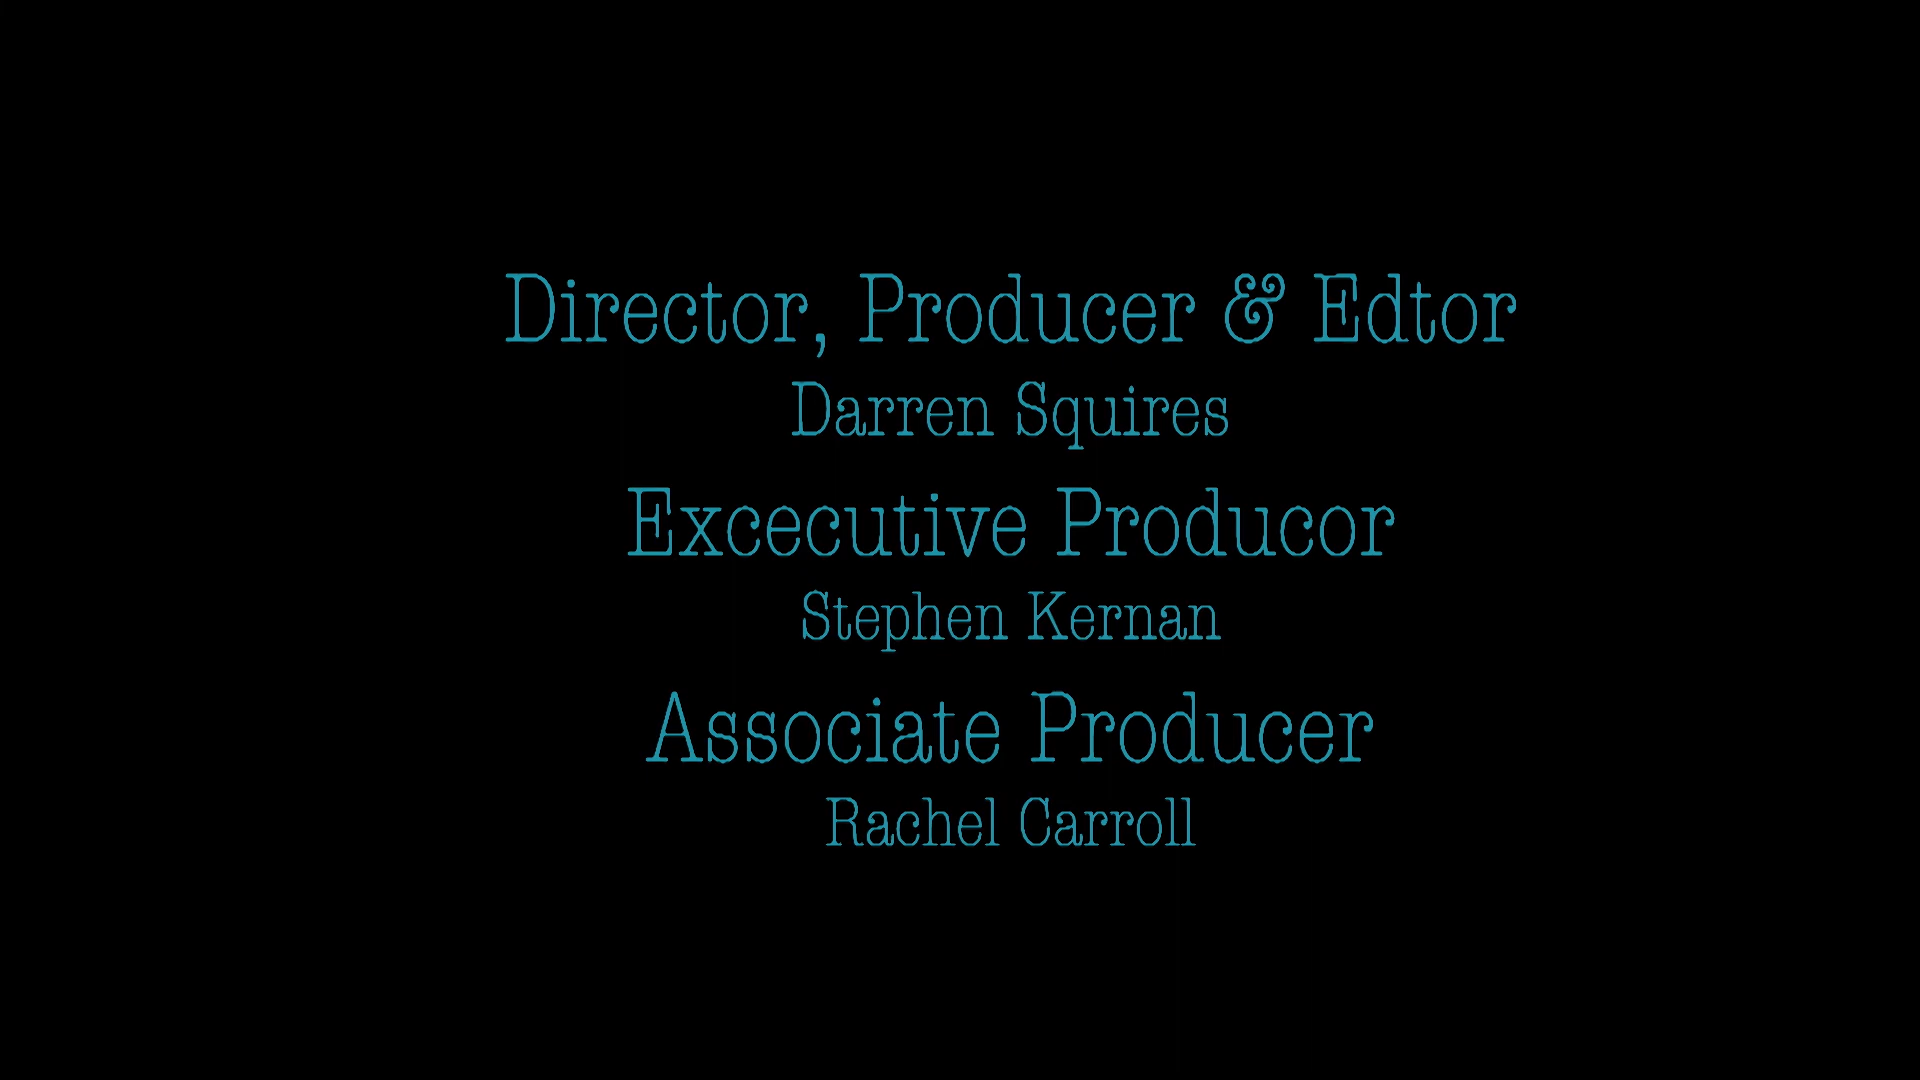 Director, Producer & Edtor
Darren Squires
Excecutive Producor
Stephen Kernan
Associate Producer
Rachel Carroll